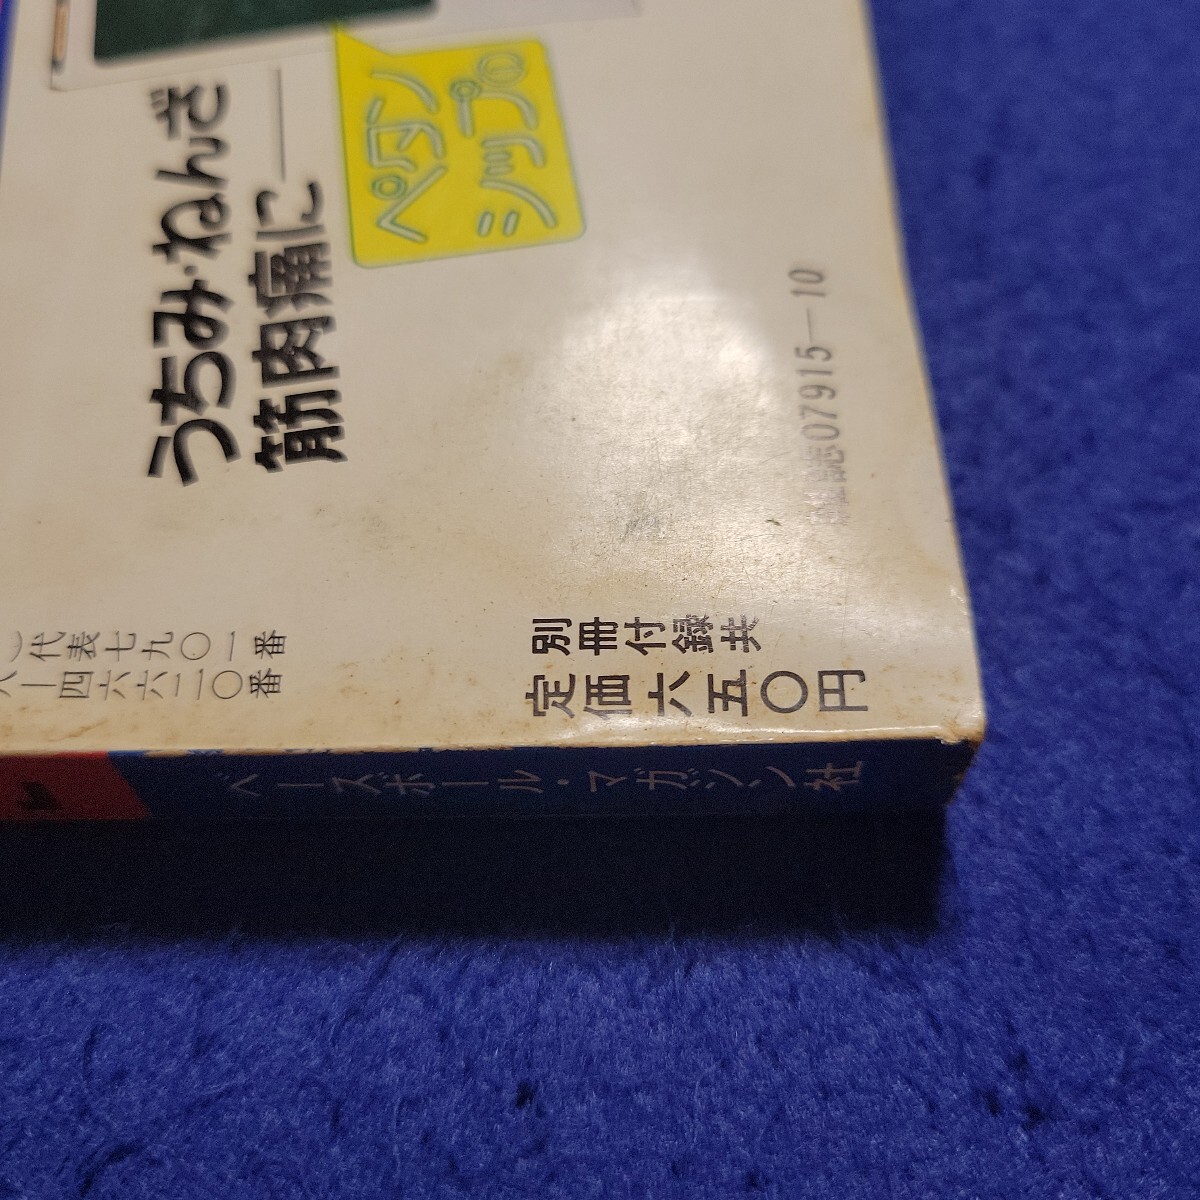 ペタン
シップの
うちみ・ねんざ
筋肉痛に──
雑誌07915—10
代表七九〇一番
八―四六六二一〇番
別冊付録共
定価六五〇円
ベースボール・マガジン社